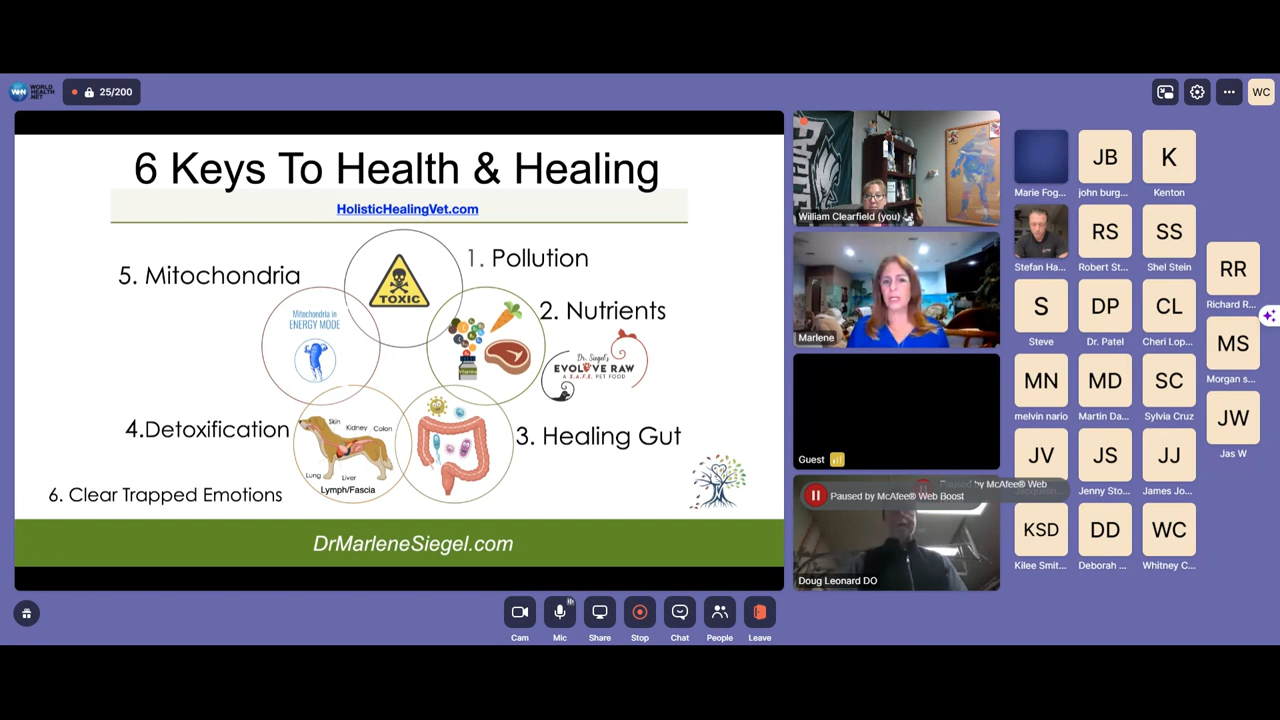 WORLD
HEALTH
NET
25/200
WC
6 Keys To Health & Healing
HolisticHealingVet.com
1. Pollution
TOXIC
5. Mitochondria
Mitochondria in
ENERGY MODE
2. Nutrients
Vitamins
Dr. Siegel's
EVOLVE RAW
A S.A.F.E. PET FOOD
4.Detoxification
Skin
Kidney
Colon
Lung
Liver
Lymph/Fascia
3. Healing Gut
6. Clear Trapped Emotions
DrMarleneSiegel.com
EAGLES
William Clearfield (you)
Marlene
Guest
Paused by McAfee® Web
Paused by McAfee® Web Boost
Doug Leonard DO
Marie Fog...
JB
john burg...
K
Kenton
Stefan Ha...
RS
Robert St...
SS
Shel Stein
RR
Richard R...
S
Steve
DP
Dr. Patel
CL
Cheri Lop...
MS
Morgan s...
MN
melvin nario
MD
Martin Da...
SC
Sylvia Cruz
JW
Jas W
JV
JS
Jenny Sto...
JJ
James Jo...
KSD
Kilee Smit...
DD
Deborah ...
WC
Whitney C...
Cam
Mic
Share
Stop
Chat
People
Leave